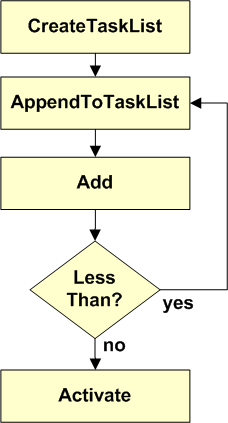 CreateTaskList
AppendToTaskList
Add
Less
Than?
yes
no
Activate